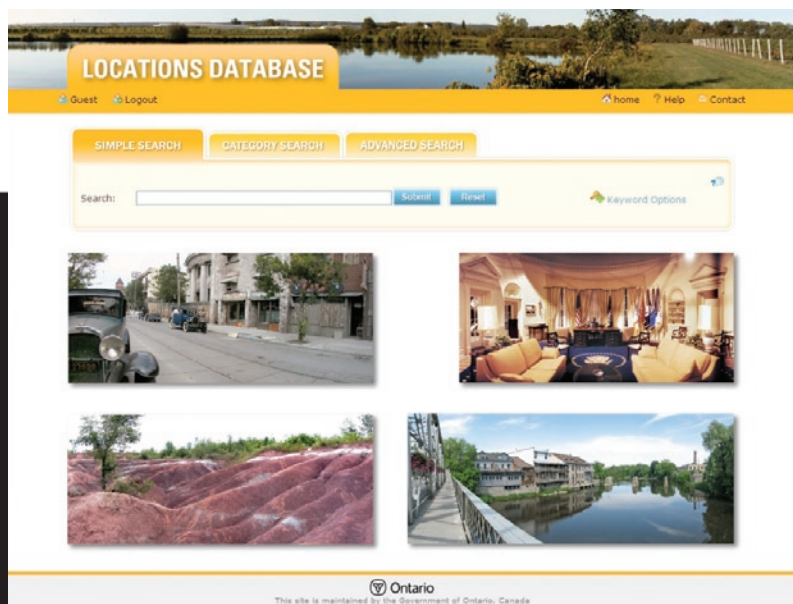 LOCATIONS DATABASE
Guest Logout home ? Help Contact
SIMPLE SEARCH CATEGORY SEARCH ADVANCED SEARCH
Search: Submit Reset Keyword Options
Ontario
This site is maintained by the Government of Ontario, Canada